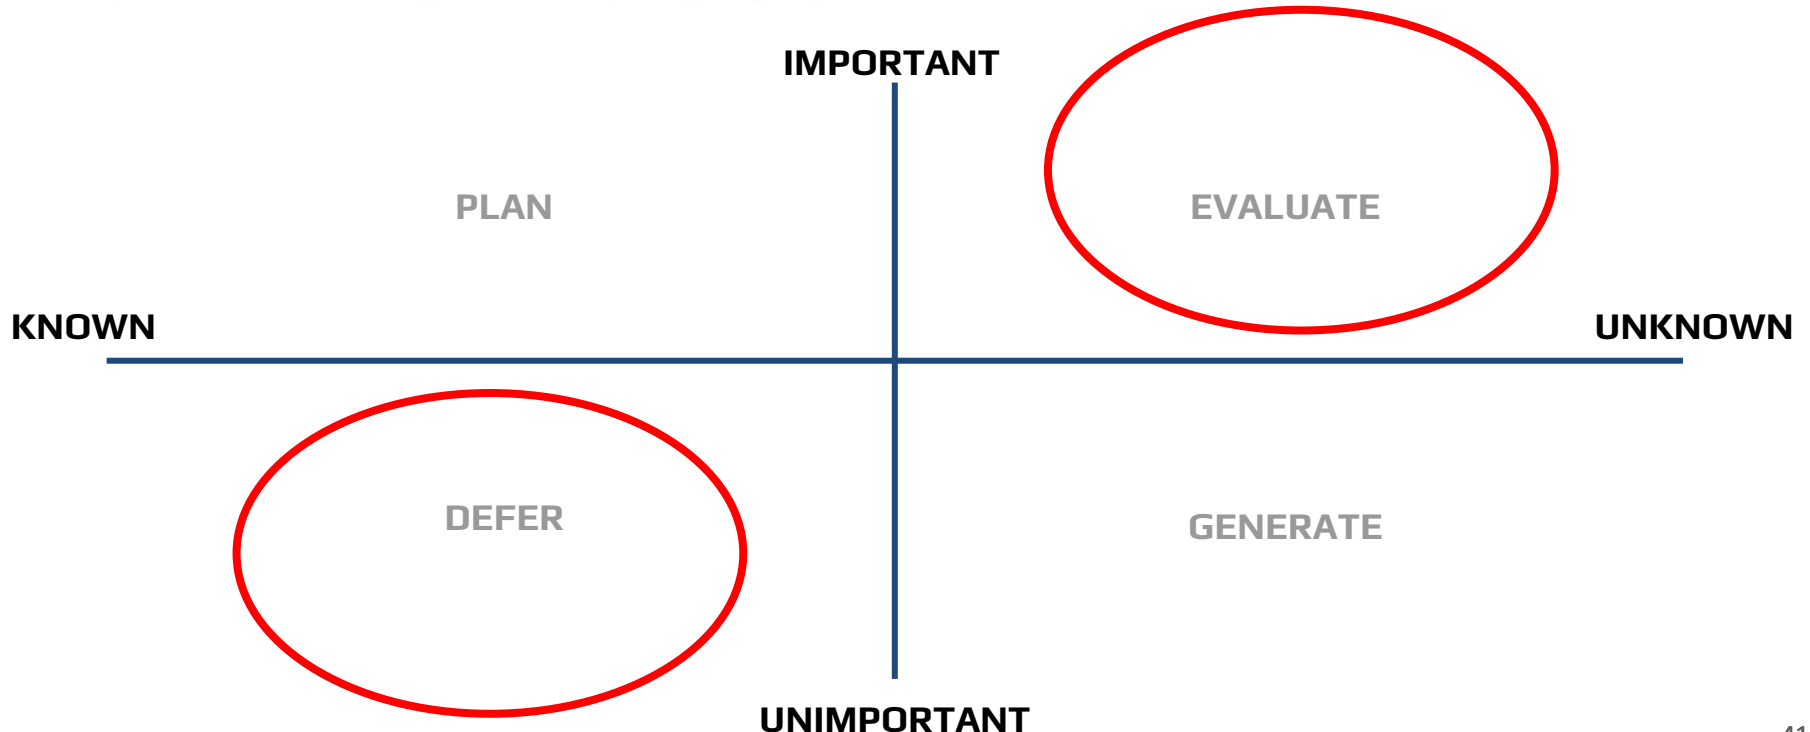 IMPORTANT
PLAN
EVALUATE
KNOWN
UNKNOWN
DEFER
GENERATE
UNIMPORTANT